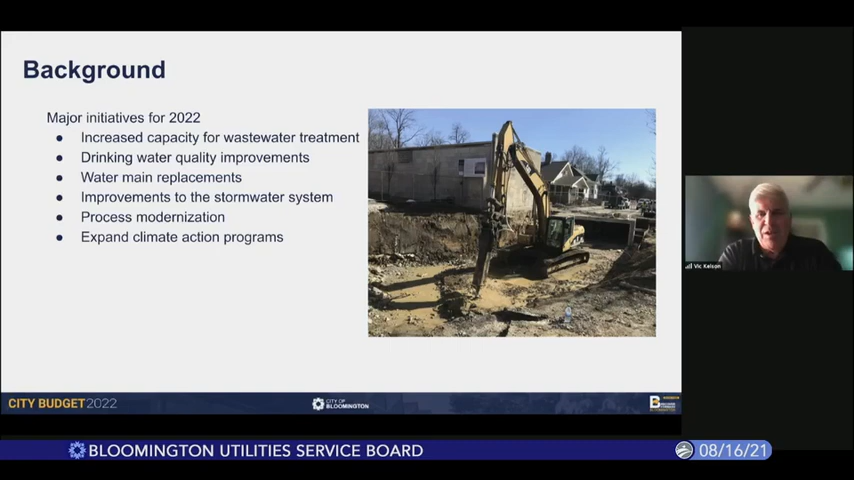 Background
Major initiatives for 2022
● Increased capacity for wastewater treatment
● Drinking water quality improvements
● Water main replacements
● Improvements to the stormwater system
● Process modernization
● Expand climate action programs
Vic Kelson
CITY BUDGET2022
CITY OF
BLOOMINGTON
B
BLOOMINGTON UTILITIES SERVICE BOARD
08/16/21